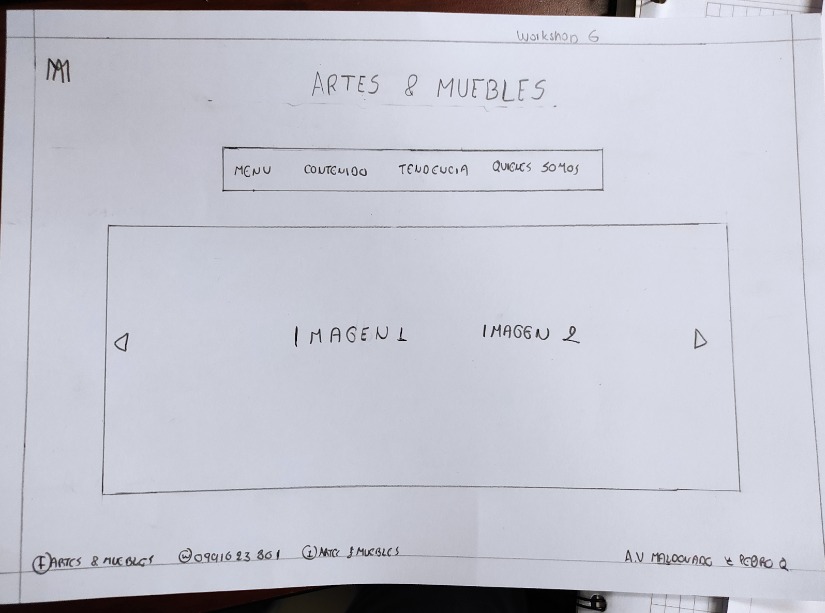 Workshop 6
AM
ARTES & MUEBLES
MENU CONTENIDO TENDENCIA QUIENES SOMOS
IMAGEN 1 IMAGEN 2
F ARTES & MUEBLES W 0991623861 I ARTE & MUEBLES A.V MALDONADO Y PEDRO Q